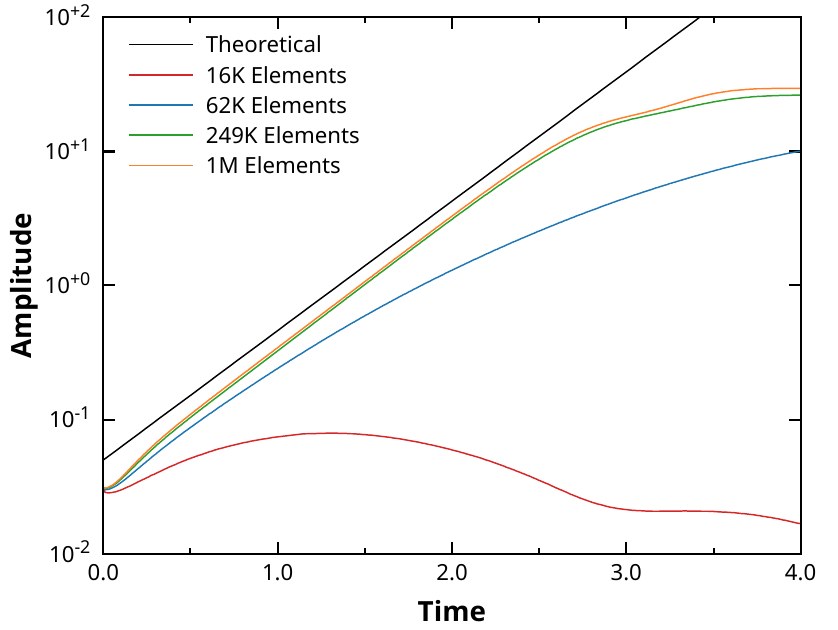 10+2
Theoretical
16K Elements
62K Elements
249K Elements
1M Elements
10+1
10+0
10-1
10-2
Amplitude
0.0 1.0 2.0 3.0 4.0
Time